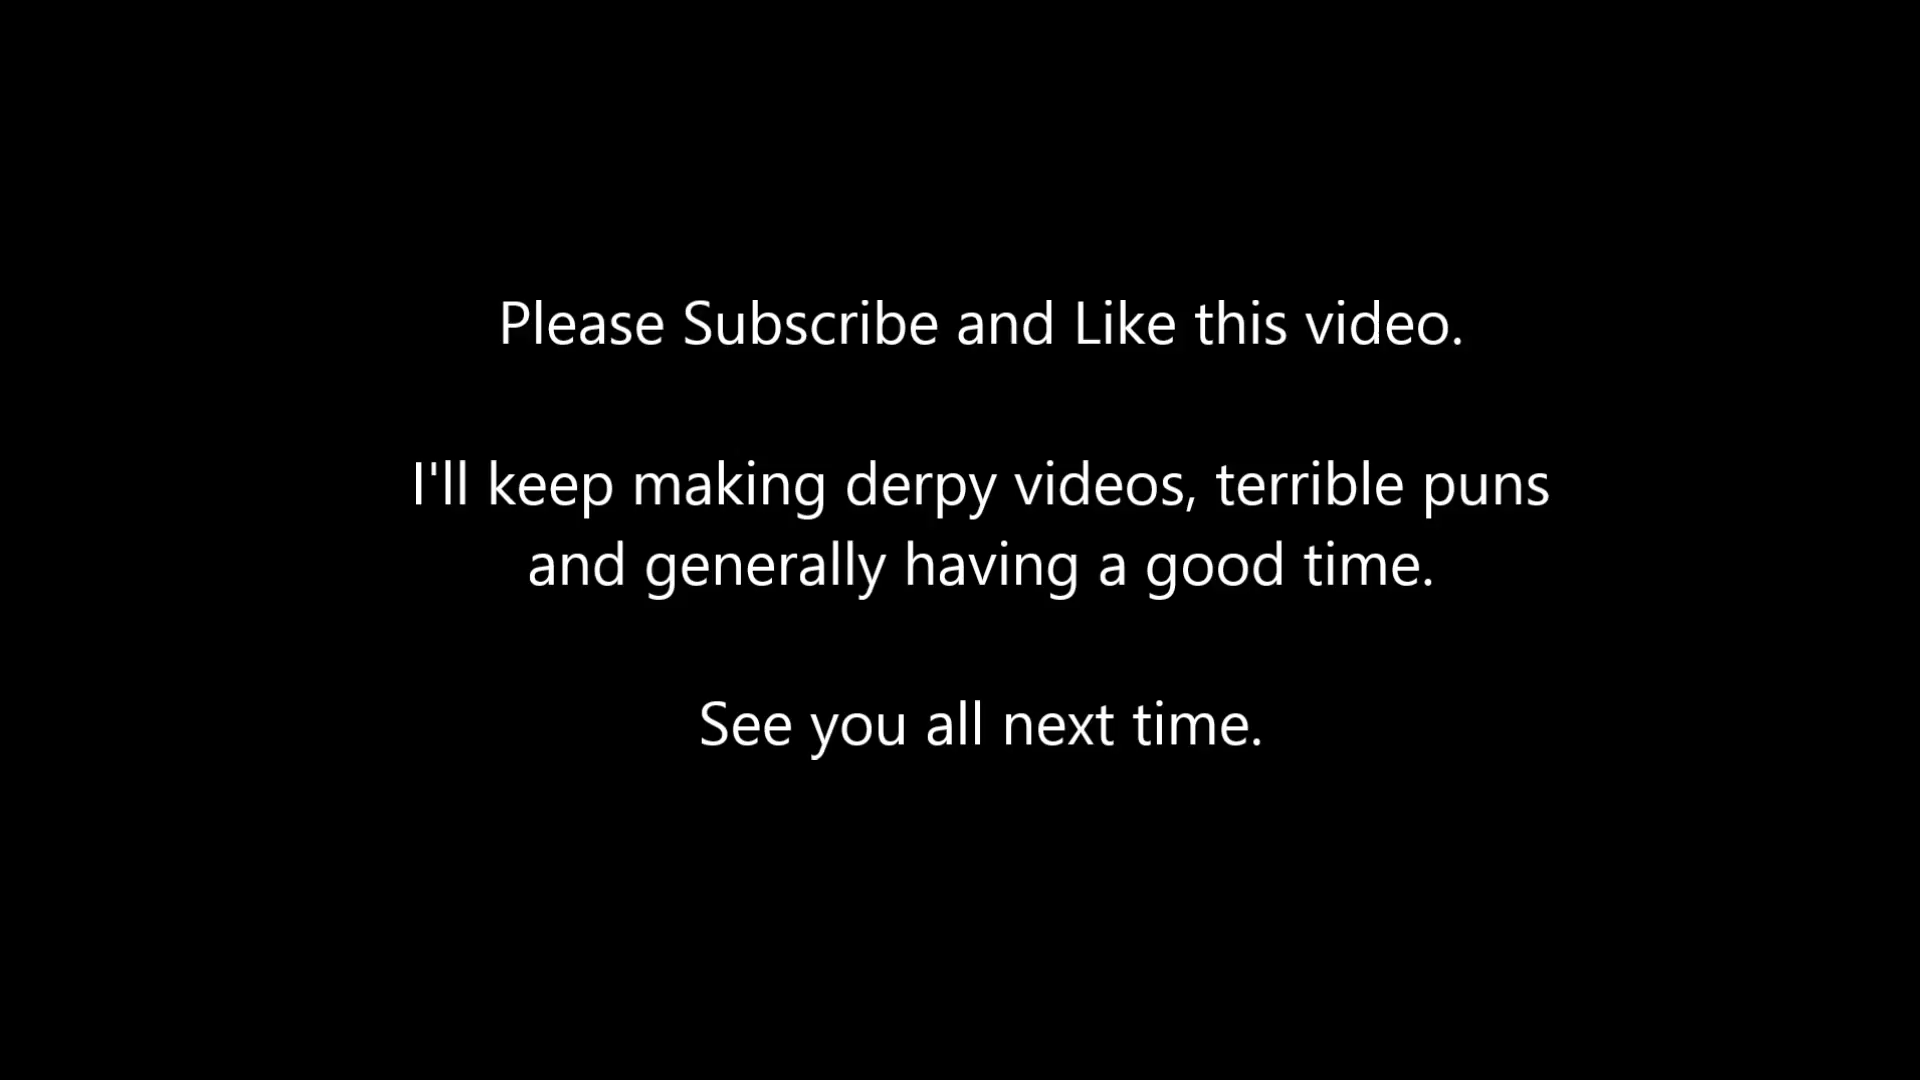 Please Subscribe and Like this video.
I'll keep making derpy videos, terrible puns
and generally having a good time.
See you all next time.